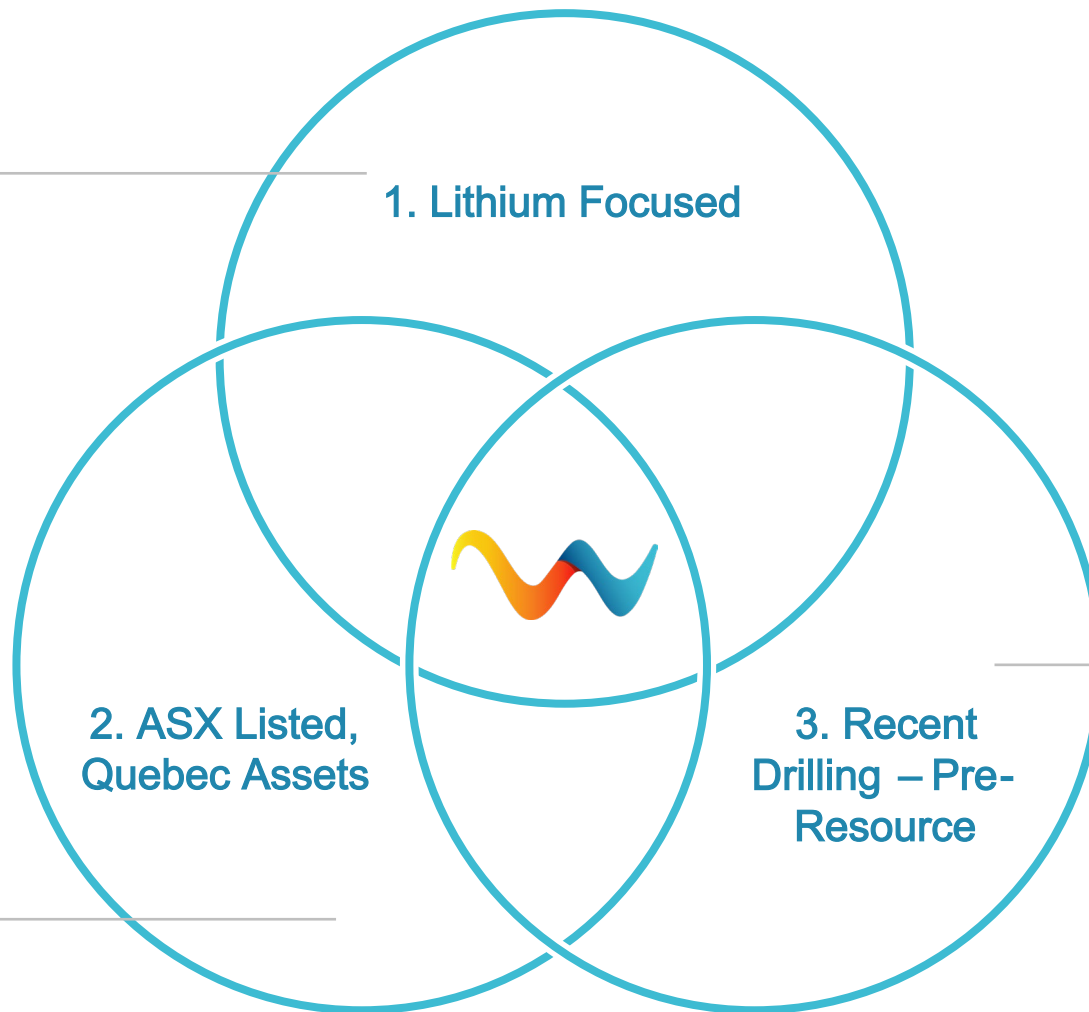 1. Lithium Focused
2. ASX Listed,
Quebec Assets
3. Recent
Drilling – Pre-
Resource